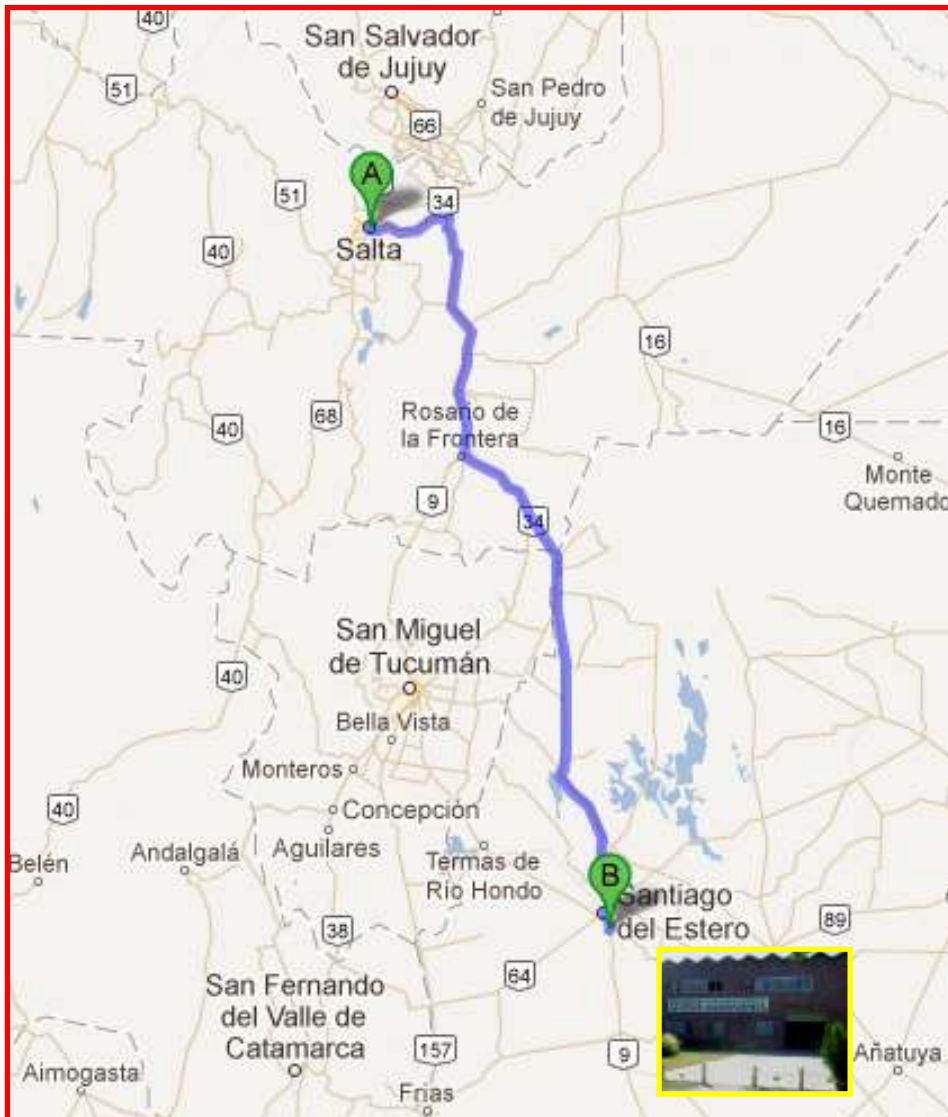 40
San Salvador
de Jujuy
51
San Pedro
de Jujuy
66
A
51
34
Salta
40
16
Rosario de
la Frontera
68
40
16
9
Monte
Quemado
34
San Miguel
de Tucumán
40
Bella Vista
Monteros
40
Concepción
Aguilares
Andalgalá
Belén
Termas de
Río Hondo
B
Santiago
del Estero
89
38
64
San Fernando
del Valle de
Catamarca
157
9
Añatuya
Aimogasta
Frías